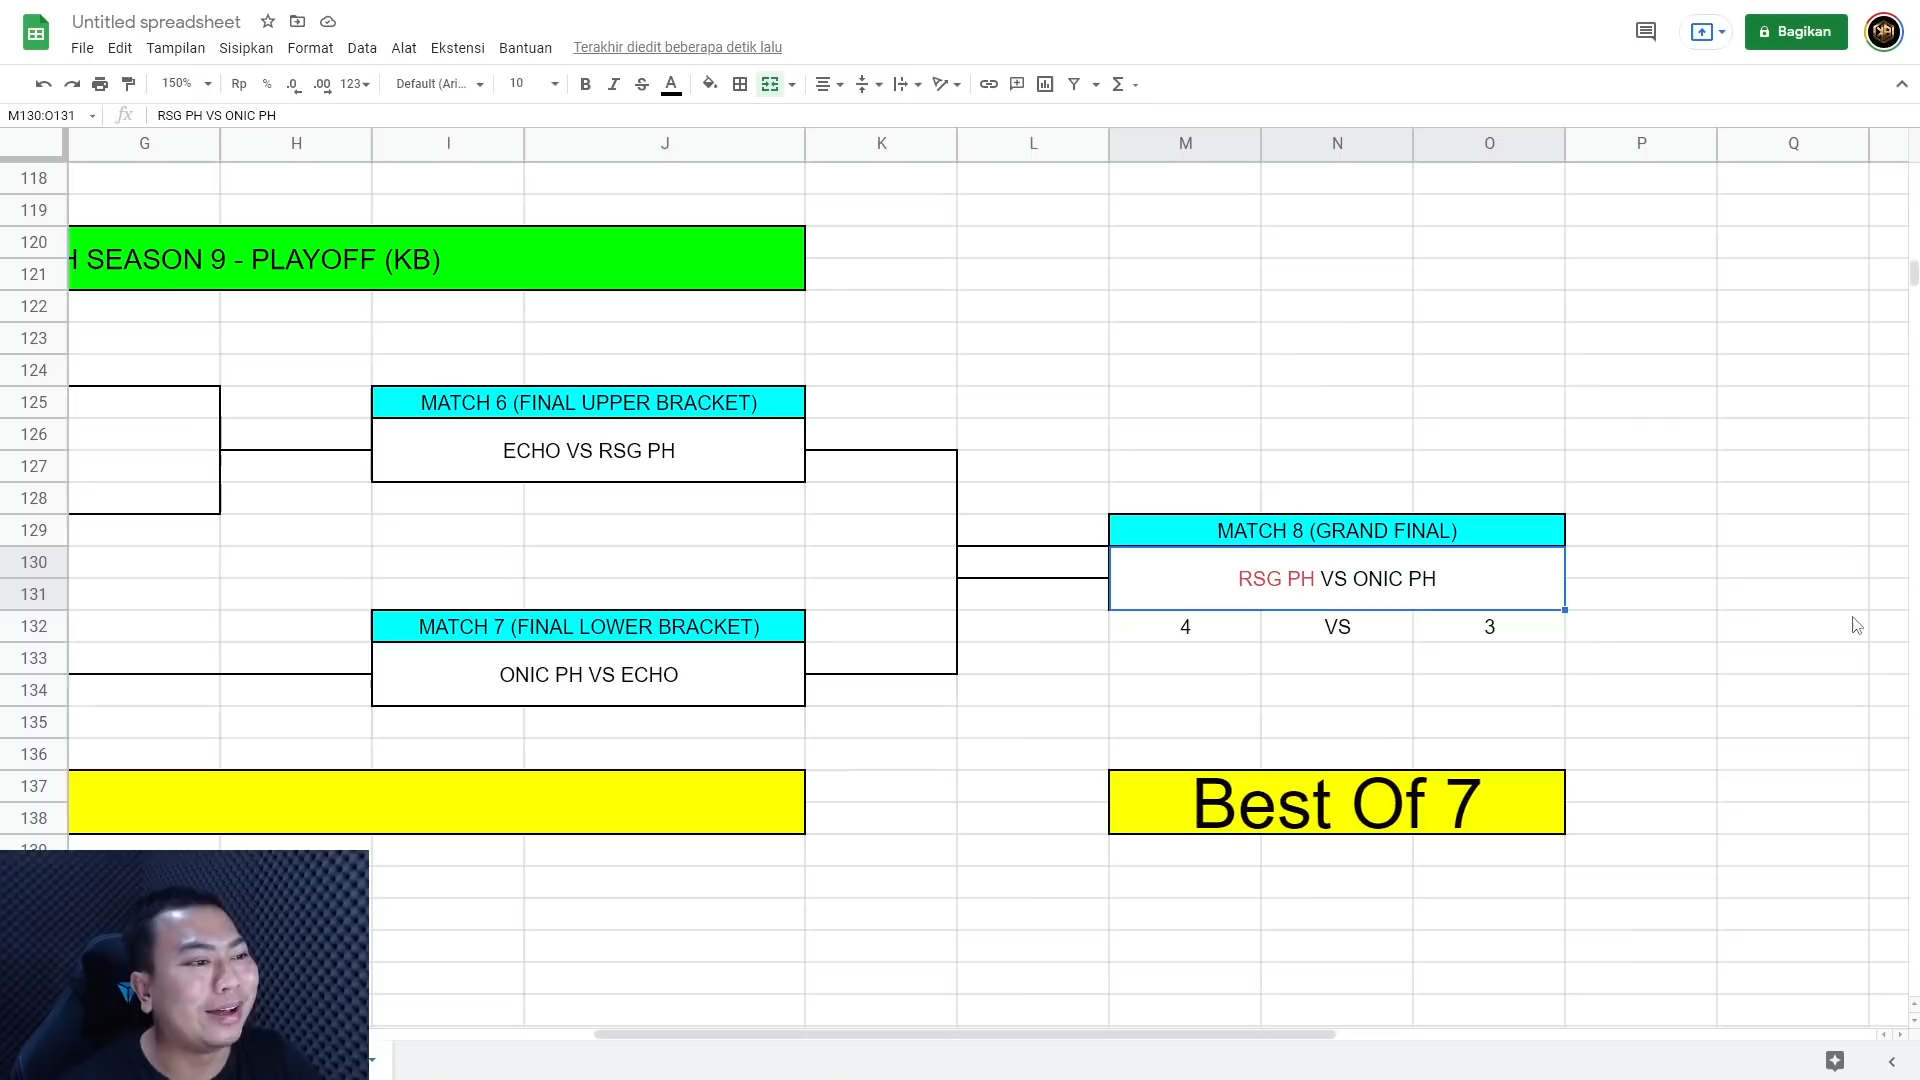 Untitled spreadsheet
File Edit Tampilan Sisipkan Format Data Alat Ekstensi Bantuan Terakhir diedit beberapa detik lalu
Bagikan
150% Rp % .0 .00 123 Default (Ari... 10 B I S A Σ
M130:O131 fx RSG PH VS ONIC PH
G H I J K L M N O P Q
118
119
120
H SEASON 9 - PLAYOFF (KB)
121
122
123
124
125 MATCH 6 (FINAL UPPER BRACKET)
126
ECHO VS RSG PH
127
128
129 MATCH 8 (GRAND FINAL)
130
RSG PH VS ONIC PH
131
132 MATCH 7 (FINAL LOWER BRACKET) 4 VS 3
133
ONIC PH VS ECHO
134
135
136
137
Best Of 7
138
139